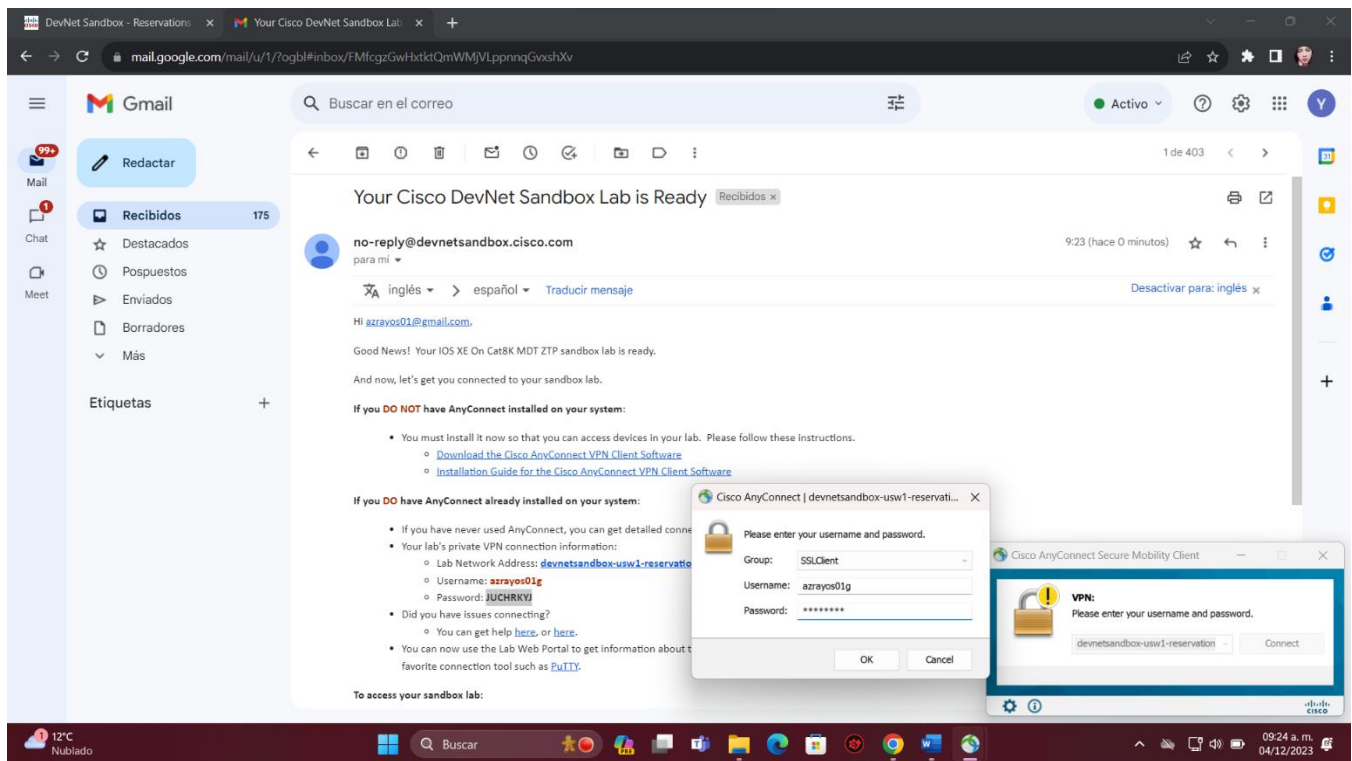 DevNet Sandbox - Reservations
Your Cisco DevNet Sandbox Lab
mail.google.com/mail/u/1/?ogbl#inbox/FMfcgzGwHxtktQmWMjVLppnnqGvxshXv
Gmail
Buscar en el correo
Activo
Y
99+
Mail
1
Chat
Meet
Redactar
Recibidos 175
Destacados
Pospuestos
Enviados
Borradores
Más
Etiquetas
1 de 403
31
Your Cisco DevNet Sandbox Lab is Ready Recibidos x
no-reply@devnetsandbox.cisco.com
9:23 (hace 0 minutos)
para mí
inglés > español Traducir mensaje
Desactivar para: inglés x
Hi azrayos01@gmail.com,
Good News! Your IOS XE On Cat8K MDT ZTP sandbox lab is ready.
And now, let's get you connected to your sandbox lab.
If you DO NOT have AnyConnect installed on your system:
• You must install it now so that you can access devices in your lab. Please follow these instructions.
Download the Cisco AnyConnect VPN Client Software
Installation Guide for the Cisco AnyConnect VPN Client Software
If you DO have AnyConnect already installed on your system:
• If you have never used AnyConnect, you can get detailed conne
• Your lab's private VPN connection information:
Lab Network Address: devnetsandbox-usw1-reservatio
Username: azrayos01g
Password: JUCHRKYJ
• Did you have issues connecting?
You can get help here, or here.
• You can now use the Lab Web Portal to get information about t
favorite connection tool such as PuTTY.
To access your sandbox lab:
Cisco AnyConnect | devnetsandbox-usw1-reservati...
Please enter your username and password.
Group: SSLClient
Username: azrayos01g
Password: ********
OK Cancel
Cisco AnyConnect Secure Mobility Client
VPN:
Please enter your username and password.
devnetsandbox-usw1-reservation
Connect
cisco
1
12°C
Nublado
Buscar
PRE
09:24 a. m.
04/12/2023